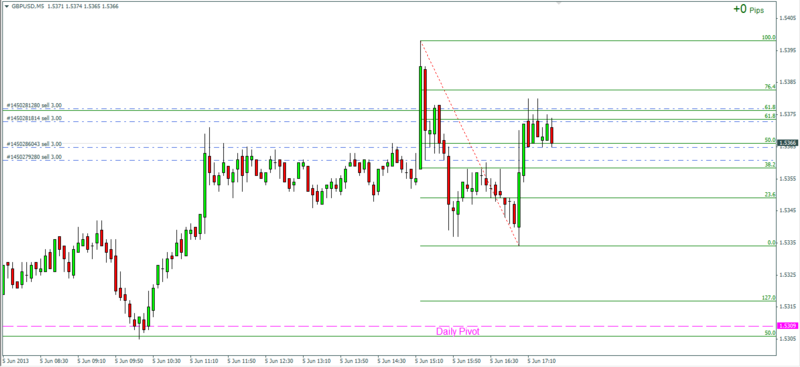 GBPUSD,M5 1.5371 1.5374 1.5365 1.5366
+0 Pips
1.5405
100.0
1.5395
76.4
1.5385
#1450281280 sell 3.00
61.8
1.5375
#1450281814 sell 3.00
61.8
#1450286043 sell 3.00
50.0
1.5366
1.5365
#1450279280 sell 3.00
38.2
1.5355
23.6
1.5345
0.0
1.5335
1.5325
127.0
1.5315
Daily Pivot
1.5309
50.0
1.5305
5 Jun 2013
5 Jun 08:30
5 Jun 09:10
5 Jun 09:50
5 Jun 10:30
5 Jun 11:10
5 Jun 11:50
5 Jun 12:30
5 Jun 13:10
5 Jun 13:50
5 Jun 14:30
5 Jun 15:10
5 Jun 15:50
5 Jun 16:30
5 Jun 17:10